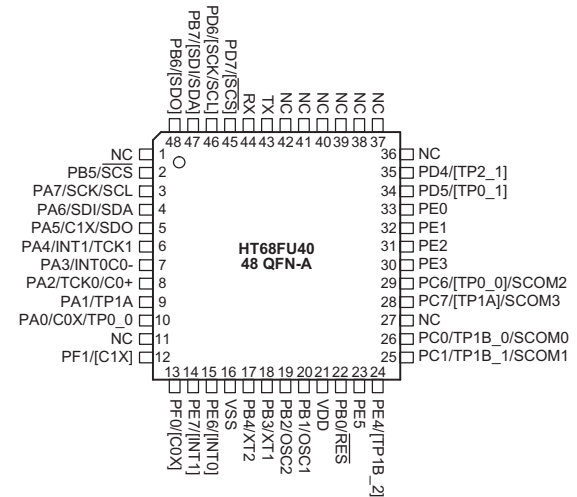 PB6/[SDO]
PB7/[SDI/SDA]
PD6/[SCK/SCL]
PD7/[SCS]
RX
TX
NC
NC
NC
NC
NC
NC
48 47 46 45 44 43 42 41 40 39 38 37
NC 1
PB5/SCS 2
PA7/SCK/SCL 3
PA6/SDI/SDA 4
PA5/C1X/SDO 5
PA4/INT1/TCK1 6
PA3/INT0C0- 7
PA2/TCK0/C0+ 8
PA1/TP1A 9
PA0/C0X/TP0_0 10
NC 11
PF1/[C1X] 12
HT68FU40
48 QFN-A
36 NC
35 PD4/[TP2_1]
34 PD5/[TP0_1]
33 PE0
32 PE1
31 PE2
30 PE3
29 PC6/[TP0_0]/SCOM2
28 PC7/[TP1A]/SCOM3
27 NC
26 PC0/TP1B_0/SCOM0
25 PC1/TP1B_1/SCOM1
13 14 15 16 17 18 19 20 21 22 23 24
PF0/[C0X]
PE7/[INT1]
PE6/[INT0]
VSS
PB4/XT2
PB3/XT1
PB2/OSC2
PB1/OSC1
VDD
PB0/RES
PE5
PE4/[TP1B_2]